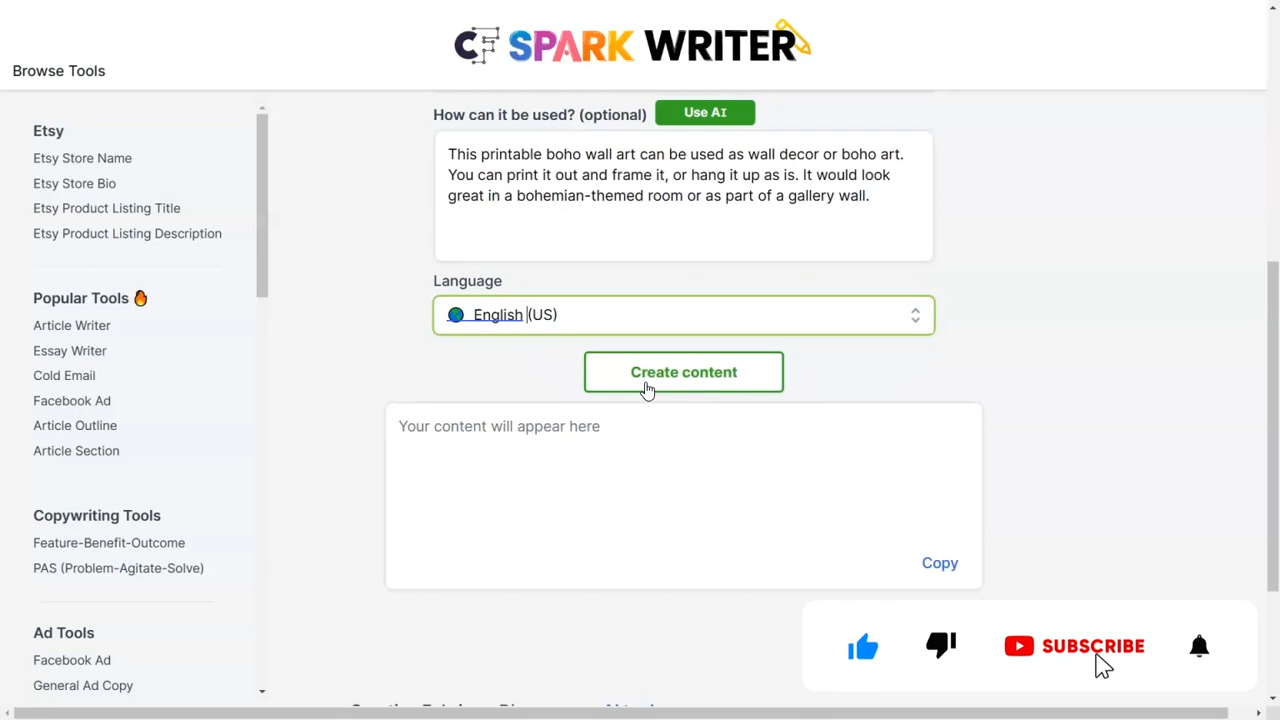 CF SPARK WRITER
Browse Tools
Etsy
Etsy Store Name
Etsy Store Bio
Etsy Product Listing Title
Etsy Product Listing Description
Popular Tools
Article Writer
Essay Writer
Cold Email
Facebook Ad
Article Outline
Article Section
Copywriting Tools
Feature-Benefit-Outcome
PAS (Problem-Agitate-Solve)
Ad Tools
Facebook Ad
General Ad Copy
How can it be used? (optional)
Use AI
This printable boho wall art can be used as wall decor or boho art.
You can print it out and frame it, or hang it up as is. It would look
great in a bohemian-themed room or as part of a gallery wall.
Language
English (US)
Create content
Your content will appear here
Copy
SUBSCRIBE